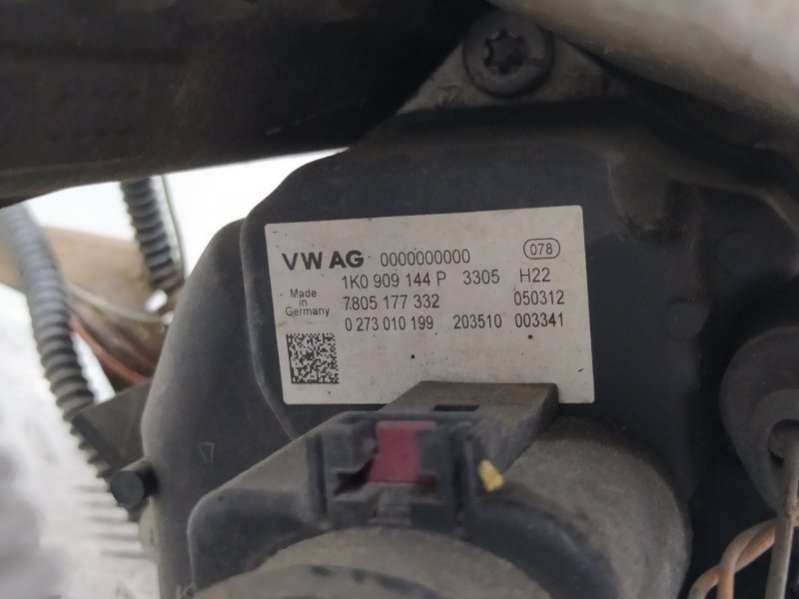 VW AG 0000000000 078
1K0 909 144 P 3305 H22
Made in Germany
7805 177 332 050312
0 273 010 199 203510 003341